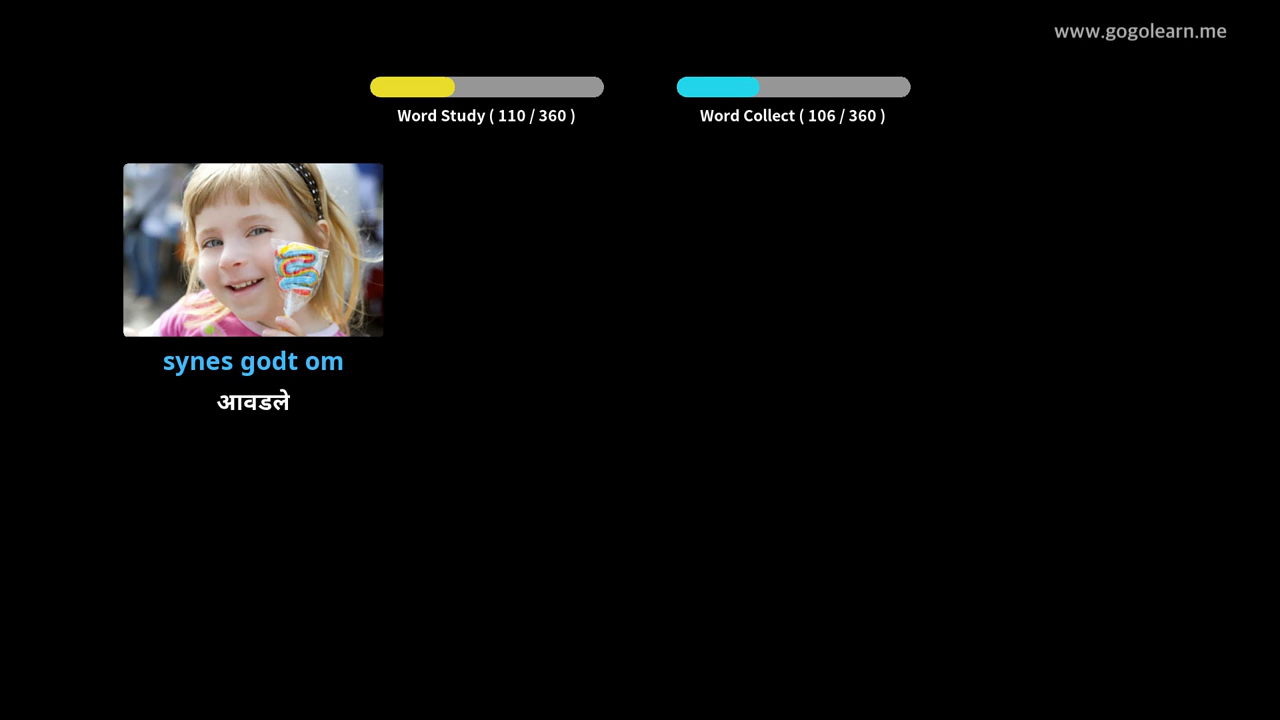 www.gogolearn.me
Word Study ( 110 / 360 )
Word Collect ( 106 / 360 )
synes godt om
आवडले